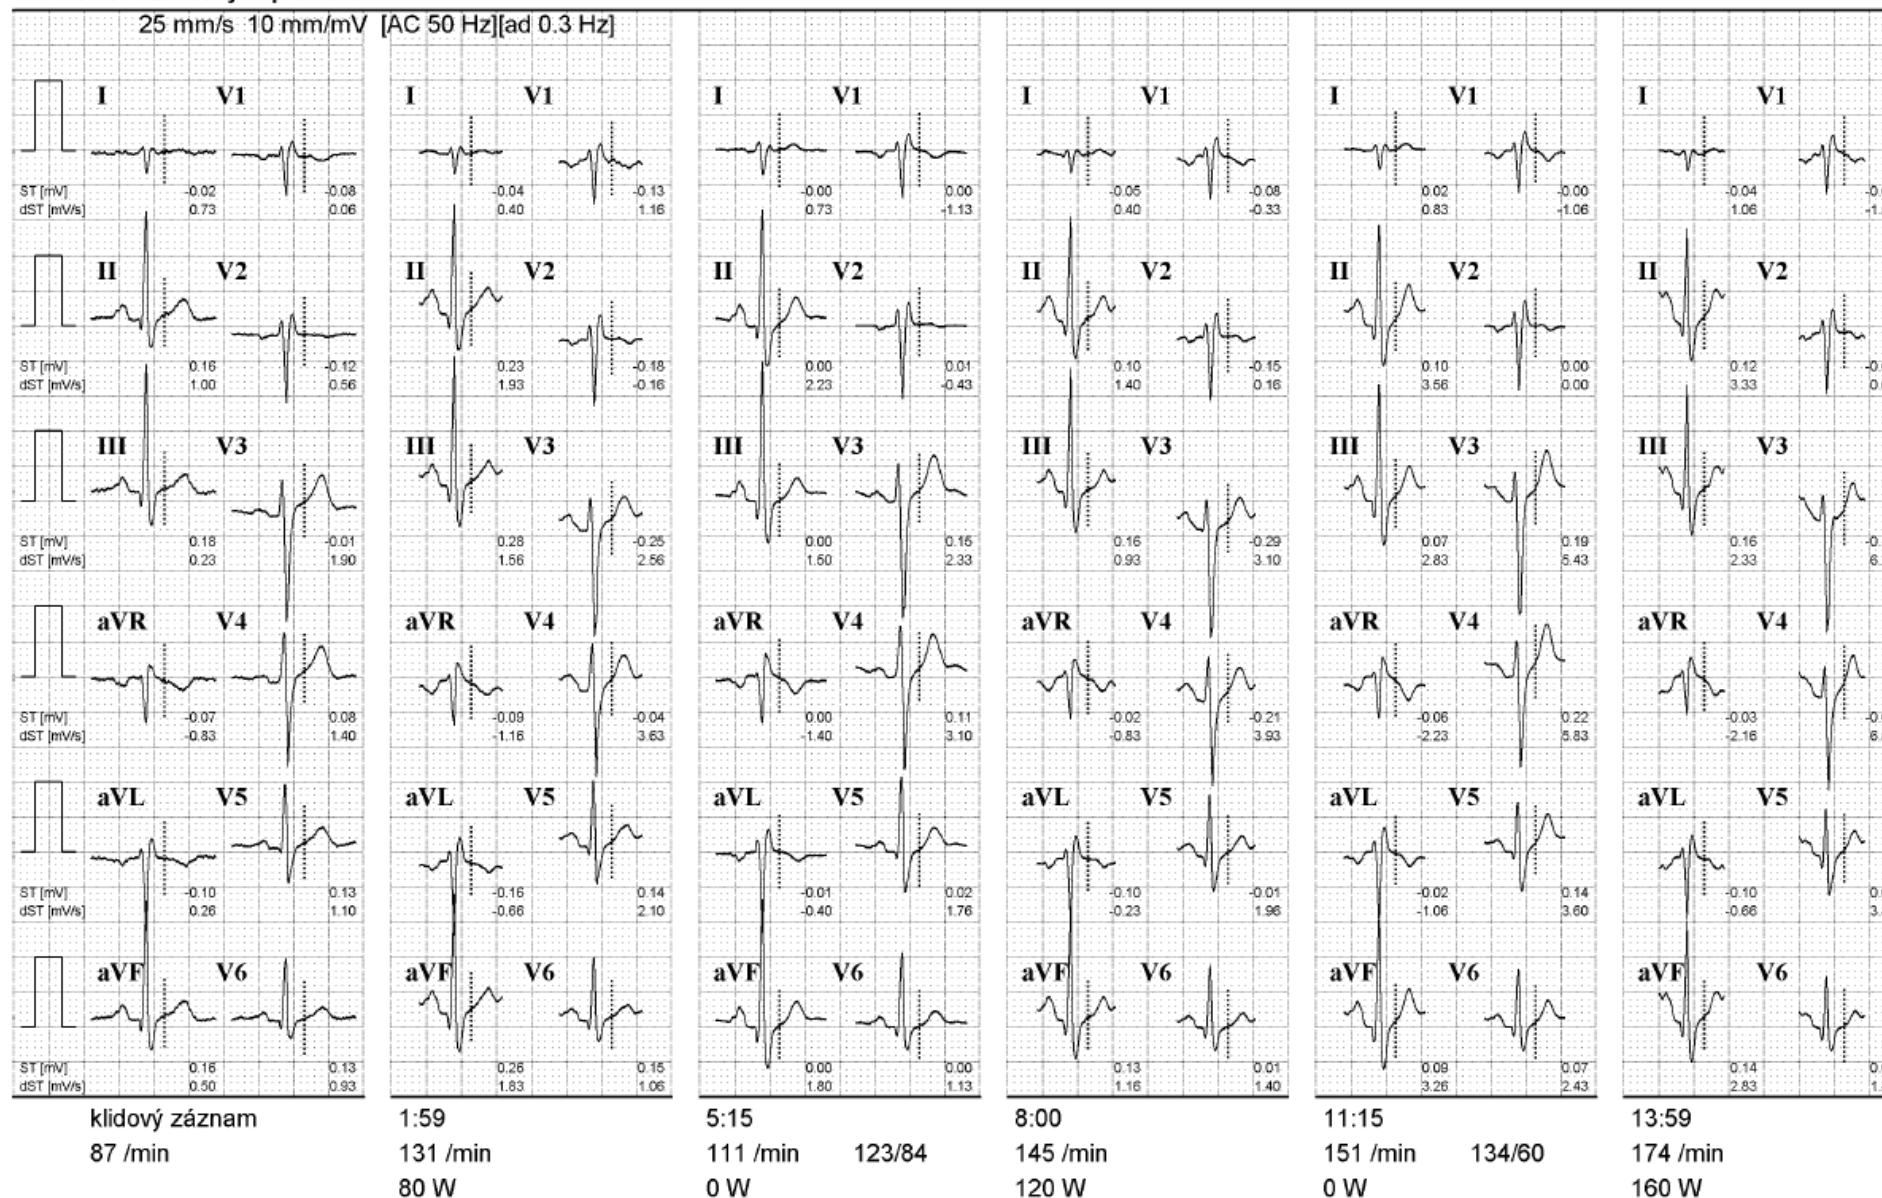 25 mm/s 10 mm/mV [AC 50 Hz][ad 0.3 Hz]
I V1 I V1 I V1 I V1 I V1 I V1
ST [mV] -0.02 -0.08 -0.04 -0.13 -0.00 0.00 -0.05 -0.08 0.02 -0.00 -0.04
dST [mV/s] 0.73 0.06 0.40 1.16 0.73 -1.13 0.40 -0.33 0.83 -1.06 1.06
II V2 II V2 II V2 II V2 II V2 II V2
ST [mV] 0.16 -0.12 0.23 -0.18 0.00 0.01 0.10 -0.15 0.10 0.00 0.12
dST [mV/s] 1.00 0.56 1.93 -0.16 2.23 -0.43 1.40 0.16 3.56 0.00 3.33
III V3 III V3 III V3 III V3 III V3 III V3
ST [mV] 0.18 -0.01 0.28 -0.25 0.00 0.15 0.16 -0.29 0.07 0.19 0.16
dST [mV/s] 0.23 1.90 1.56 2.56 1.50 2.33 0.93 3.10 2.83 5.43 2.33
aVR V4 aVR V4 aVR V4 aVR V4 aVR V4 aVR V4
ST [mV] -0.07 0.08 -0.09 -0.04 0.00 0.11 -0.02 -0.21 -0.06 0.22 -0.03
dST [mV/s] -0.83 1.40 -1.16 3.63 -1.40 3.10 -0.83 3.93 -2.23 5.83 -2.16
aVL V5 aVL V5 aVL V5 aVL V5 aVL V5 aVL V5
ST [mV] -0.10 0.13 -0.16 0.14 -0.01 0.02 -0.10 -0.01 -0.02 0.14 -0.10
dST [mV/s] 0.26 1.10 -0.66 2.10 -0.40 1.76 -0.23 1.96 -1.06 3.60 -0.66
aVF V6 aVF V6 aVF V6 aVF V6 aVF V6 aVF V6
ST [mV] 0.16 0.13 0.26 0.15 0.00 0.00 0.13 0.01 0.09 0.07 0.14
dST [mV/s] 0.50 0.93 1.83 1.06 1.80 1.13 1.16 1.40 3.26 2.43 2.83
klidový záznam 1:59 5:15 8:00 11:15 13:59
87 /min 131 /min 111 /min 123/84 145 /min 151 /min 134/60 174 /min
80 W 0 W 120 W 0 W 160 W